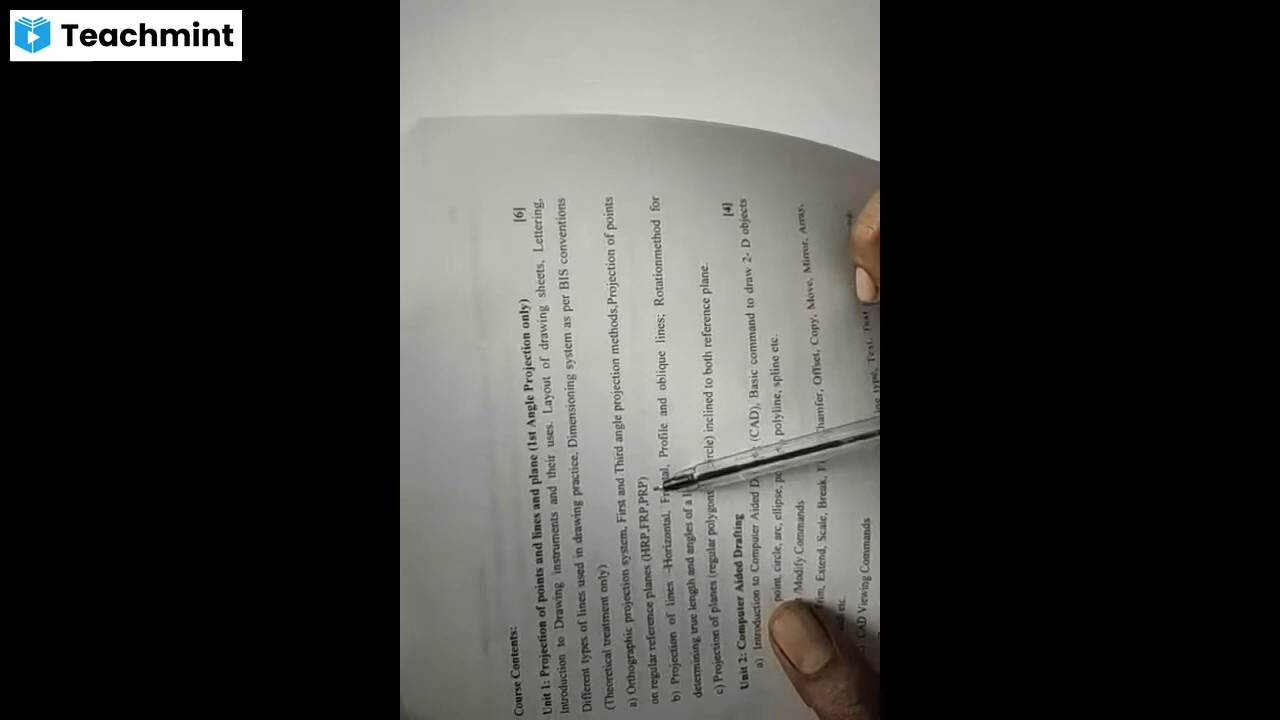 Teachmint
Course Contents:
Unit 1: Projection of points and lines and plane (1st Angle Projection only) [6]
Introduction to Drawing instruments and their uses. Layout of drawing sheets, Lettering,
Different types of lines used in drawing practice, Dimensioning system as per BIS conventions
(Theoretical treatment only)
a) Orthographic projection system, First and Third angle projection methods,Projection of points
on regular reference planes (HRP,FRP,PRP)
b) Projection of lines –Horizontal, Profile and oblique lines; Rotationmethod for
determining true length and angles of a
c) Projection of planes (regular polygons inclined to both reference plane.
Unit 2: Computer Aided Drafting [4]
a) Introduction to Computer Aided (CAD), Basic command to draw 2- D objects
point, circle, arc, ellipse, polyline, spline etc.
/Modify Commands
Extend, Scale, Break, Offset, Copy, Move, Mirror, Array,
etc.
CAD Viewing Commands